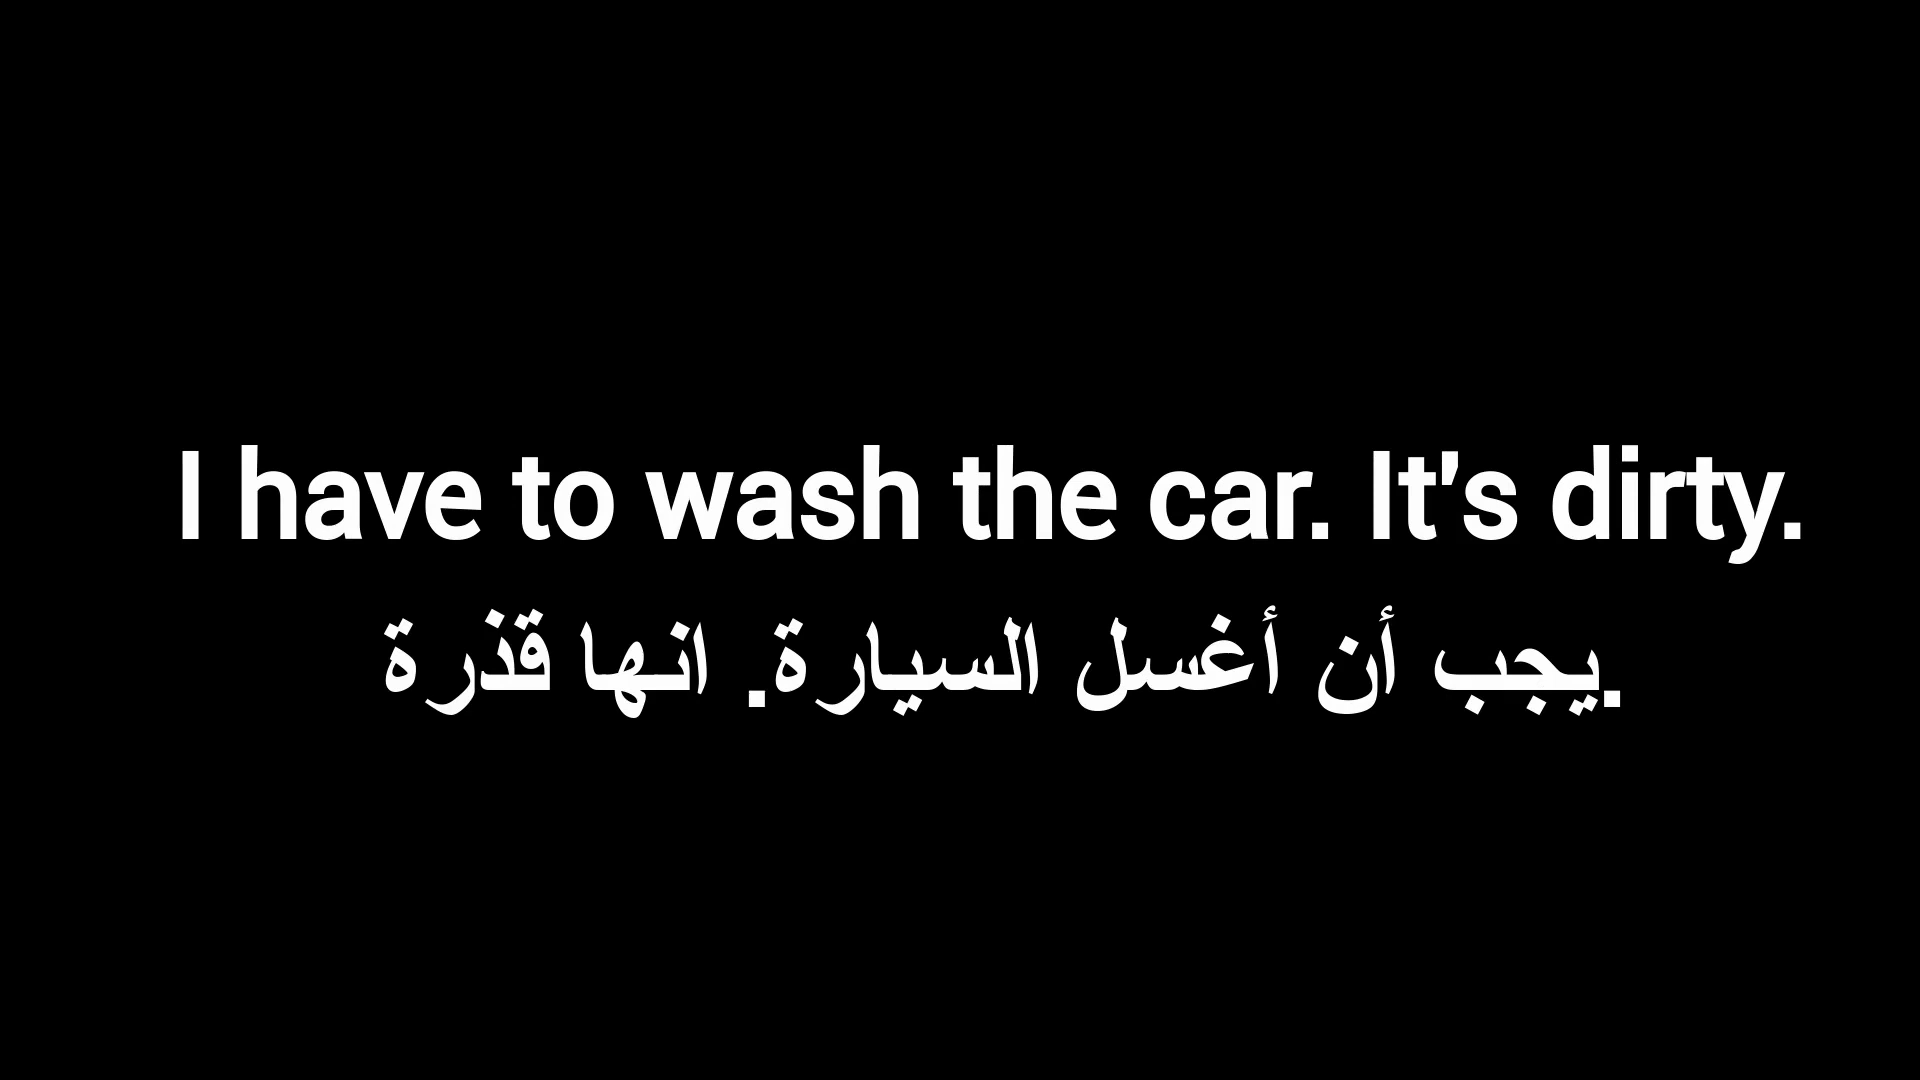 I have to wash the car. It's dirty.
يجب أن أغسل السيارة. انها قذرة.